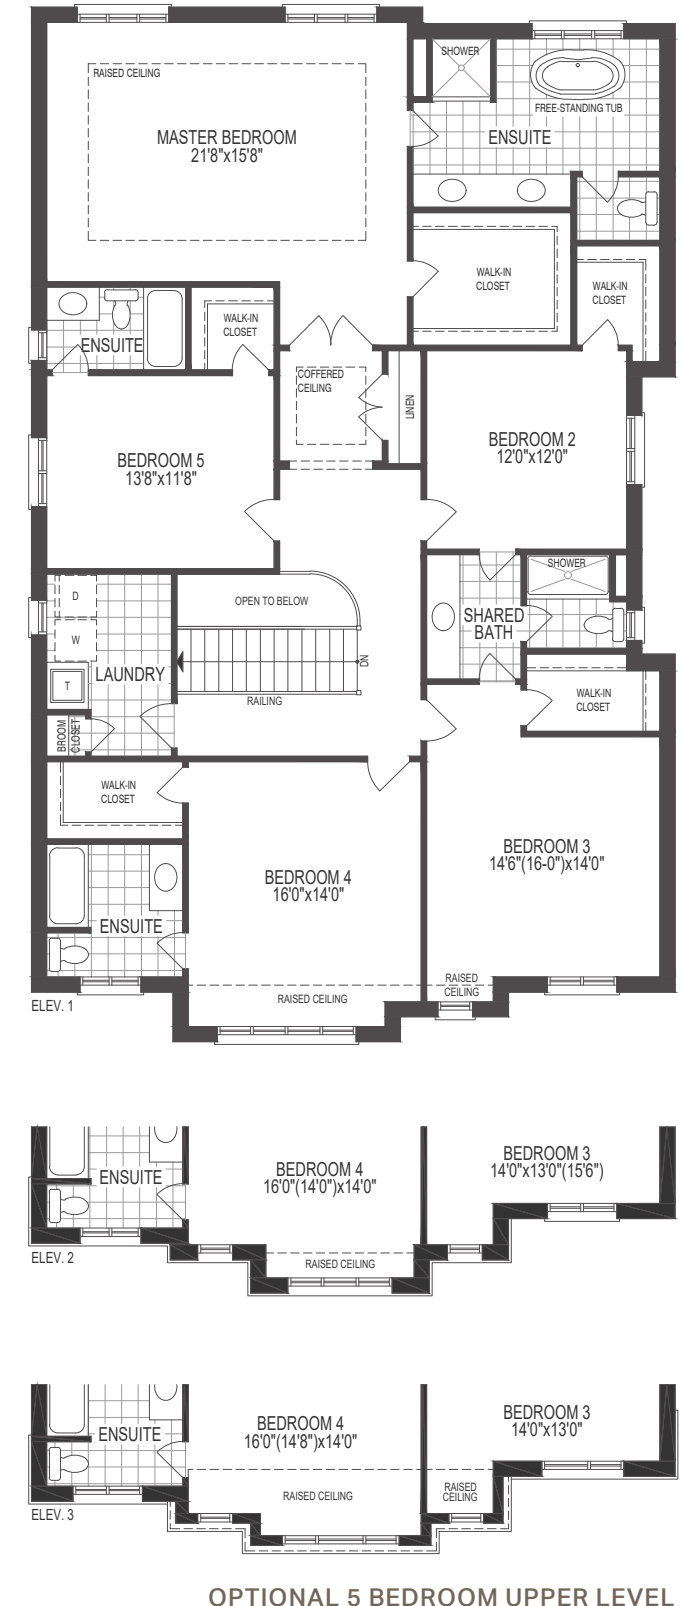 SHOWER
RAISED CEILING
FREE-STANDING TUB
MASTER BEDROOM
21'8"x15'8"
ENSUITE
WALK-IN
CLOSET
WALK-IN
CLOSET
WALK-IN
CLOSET
ENSUITE
COFFERED
CEILING
LINEN
BEDROOM 2
12'0"x12'0"
BEDROOM 5
13'8"x11'8"
SHOWER
D
OPEN TO BELOW
SHARED
BATH
W
DN
LAUNDRY
T
RAILING
WALK-IN
CLOSET
BROOM
CLOSET
WALK-IN
CLOSET
BEDROOM 3
14'6"(16-0")x14'0"
BEDROOM 4
16'0"x14'0"
ENSUITE
RAISED
CEILING
RAISED CEILING
ELEV. 1
BEDROOM 3
14'0"x13'0"(15'6")
BEDROOM 4
16'0"(14'0")x14'0"
ENSUITE
ELEV. 2
RAISED CEILING
BEDROOM 3
14'0"x13'0"
BEDROOM 4
16'0"(14'8")x14'0"
ENSUITE
RAISED CEILING
RAISED
CEILING
ELEV. 3
OPTIONAL 5 BEDROOM UPPER LEVEL